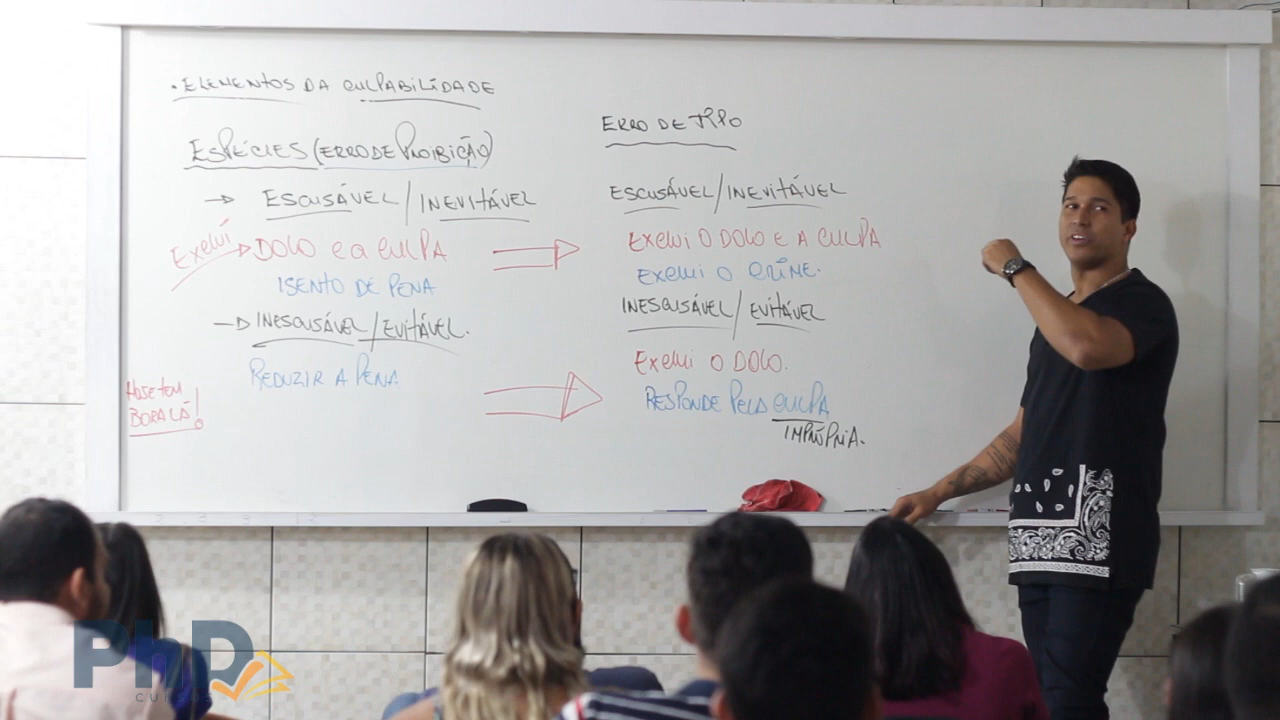 . ELEMENTOS DA CULPABILIDADE
ESPÉCIES (ERRO DE PROIBIÇÃO)
→ ESCUSÁVEL / INEVITÁVEL
EXCLUI → DOLO E A CULPA
ISENTO DE PENA
→ INESCUSÁVEL / EVITÁVEL.
REDUZIR A PENA
BORA LÁ!
ERRO DE TIPO
ESCUSÁVEL / INEVITÁVEL
EXCLUI O DOLO E A CULPA
EXCLUI O CRIME.
INESCUSÁVEL / EVITÁVEL
EXCLUI O DOLO.
RESPONDE PELA CULPA
IMPRÓPRIA.
PhD
CURSOS